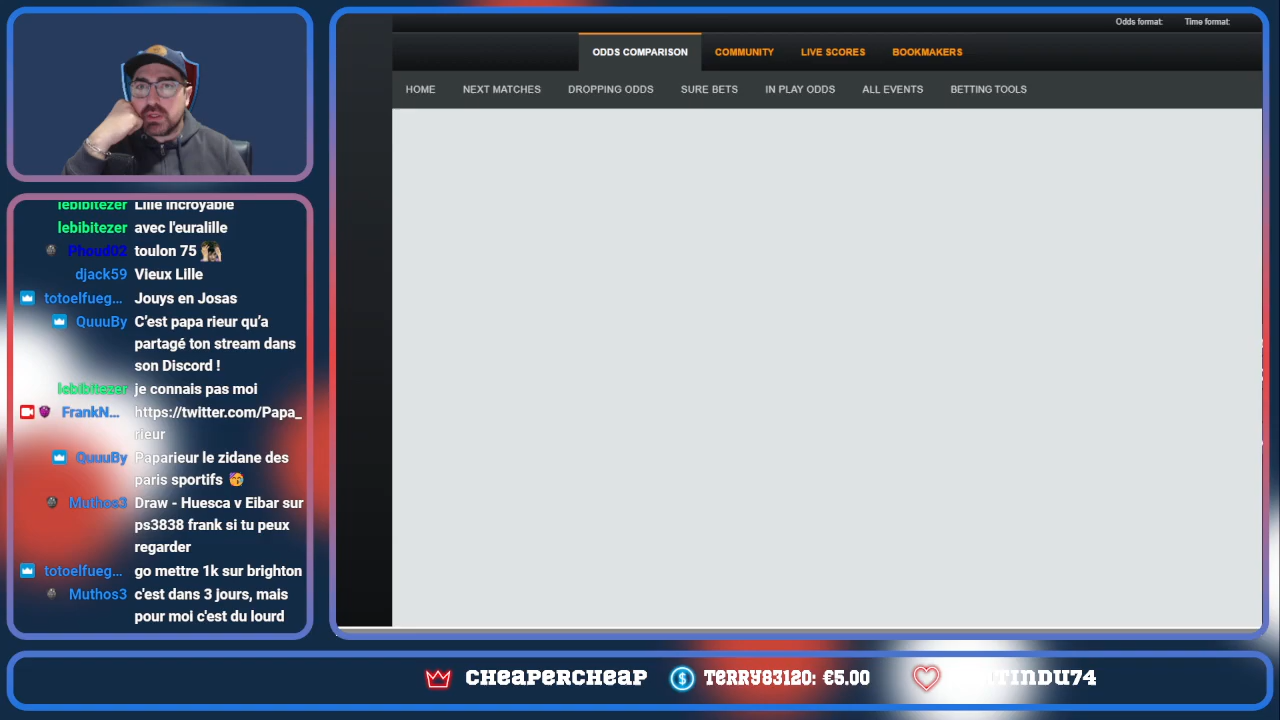 Odds format: Time format:
ODDS COMPARISON COMMUNITY LIVE SCORES BOOKMAKERS
HOME NEXT MATCHES DROPPING ODDS SURE BETS IN PLAY ODDS ALL EVENTS BETTING TOOLS
lebibitezer Lille incroyable
lebibitezer avec l'euralille
Phoud02 toulon 75
djack59 Vieux Lille
totoelfueg... Jouys en Josas
QuuuBy C'est papa rieur qu'a
partagé ton stream dans
son Discord !
lebibitezer je connais pas moi
FrankN... https://twitter.com/Papa_
rieur
QuuuBy Paparieur le zidane des
paris sportifs
Muthos3 Draw - Huesca v Eibar sur
ps3838 frank si tu peux
regarder
totoelfueg... go mettre 1k sur brighton
Muthos3 c'est dans 3 jours, mais
pour moi c'est du lourd
CHEAPERCHEAP TERRY83120: €5.00